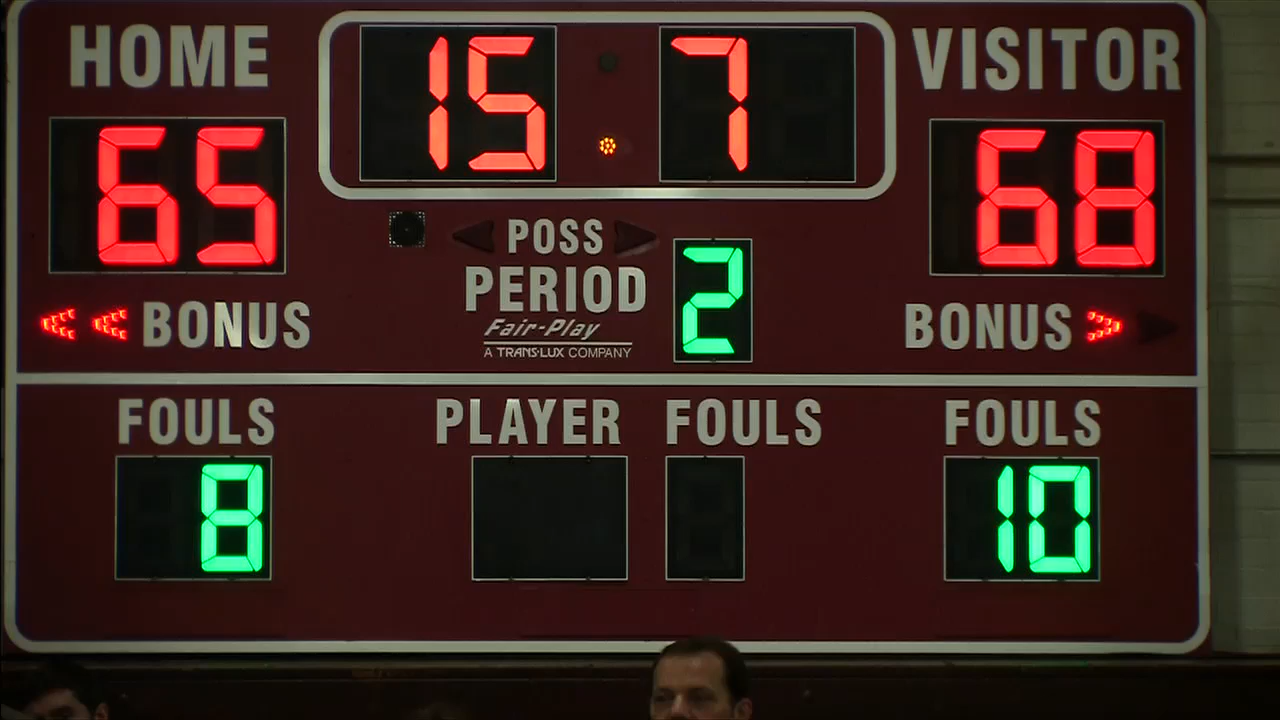 HOME
15.7
VISITOR
65
68
POSS
PERIOD
2
BONUS
Fair-Play
A TRANS-LUX COMPANY
BONUS
FOULS
PLAYER
FOULS
FOULS
8
10